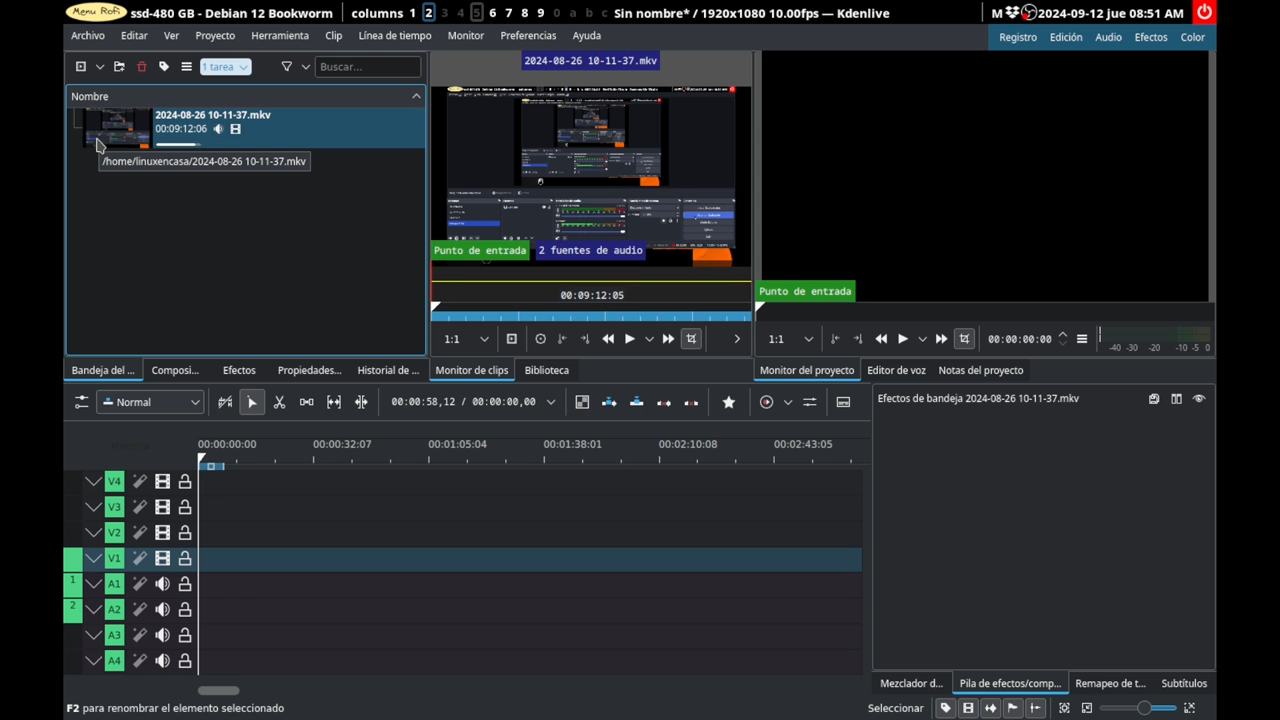 Menu Rofi ssd-480 GB - Debian 12 Bookworm columns 1 2 3 4 5 6 7 8 9 0 a b c Sin nombre* / 1920x1080 10.00fps — Kdenlive M 2024-09-12 jue 08:51 AM
Archivo Editar Ver Proyecto Herramienta Clip Línea de tiempo Monitor Preferencias Ayuda Registro Edición Audio Efectos Color
1 tarea Buscar...
2024-08-26 10-11-37.mkv
Nombre
2024-08-26 10-11-37.mkv
00:09:12:06
/home/linuxencasa/2024-08-26 10-11-37.mkv
Punto de entrada 2 fuentes de audio
Punto de entrada
00:09:12:05
1:1 1:1 00:00:00:00 -40 -30 -20 -10 -5 0
Bandeja del ... Composi... Efectos Propiedades... Historial de ... Monitor de clips Biblioteca Monitor del proyecto Editor de voz Notas del proyecto
Normal 00:00:58,12 / 00:00:00,00 Efectos de bandeja 2024-08-26 10-11-37.mkv
00:00:00:00 00:00:32:07 00:01:05:04 00:01:38:01 00:02:10:08 00:02:43:05
V4
V3
V2
V1
1 A1
2 A2
A3
A4
Mezclador d... Pila de efectos/comp... Remapeo de t... Subtítulos
F2 para renombrar el elemento seleccionado Seleccionar